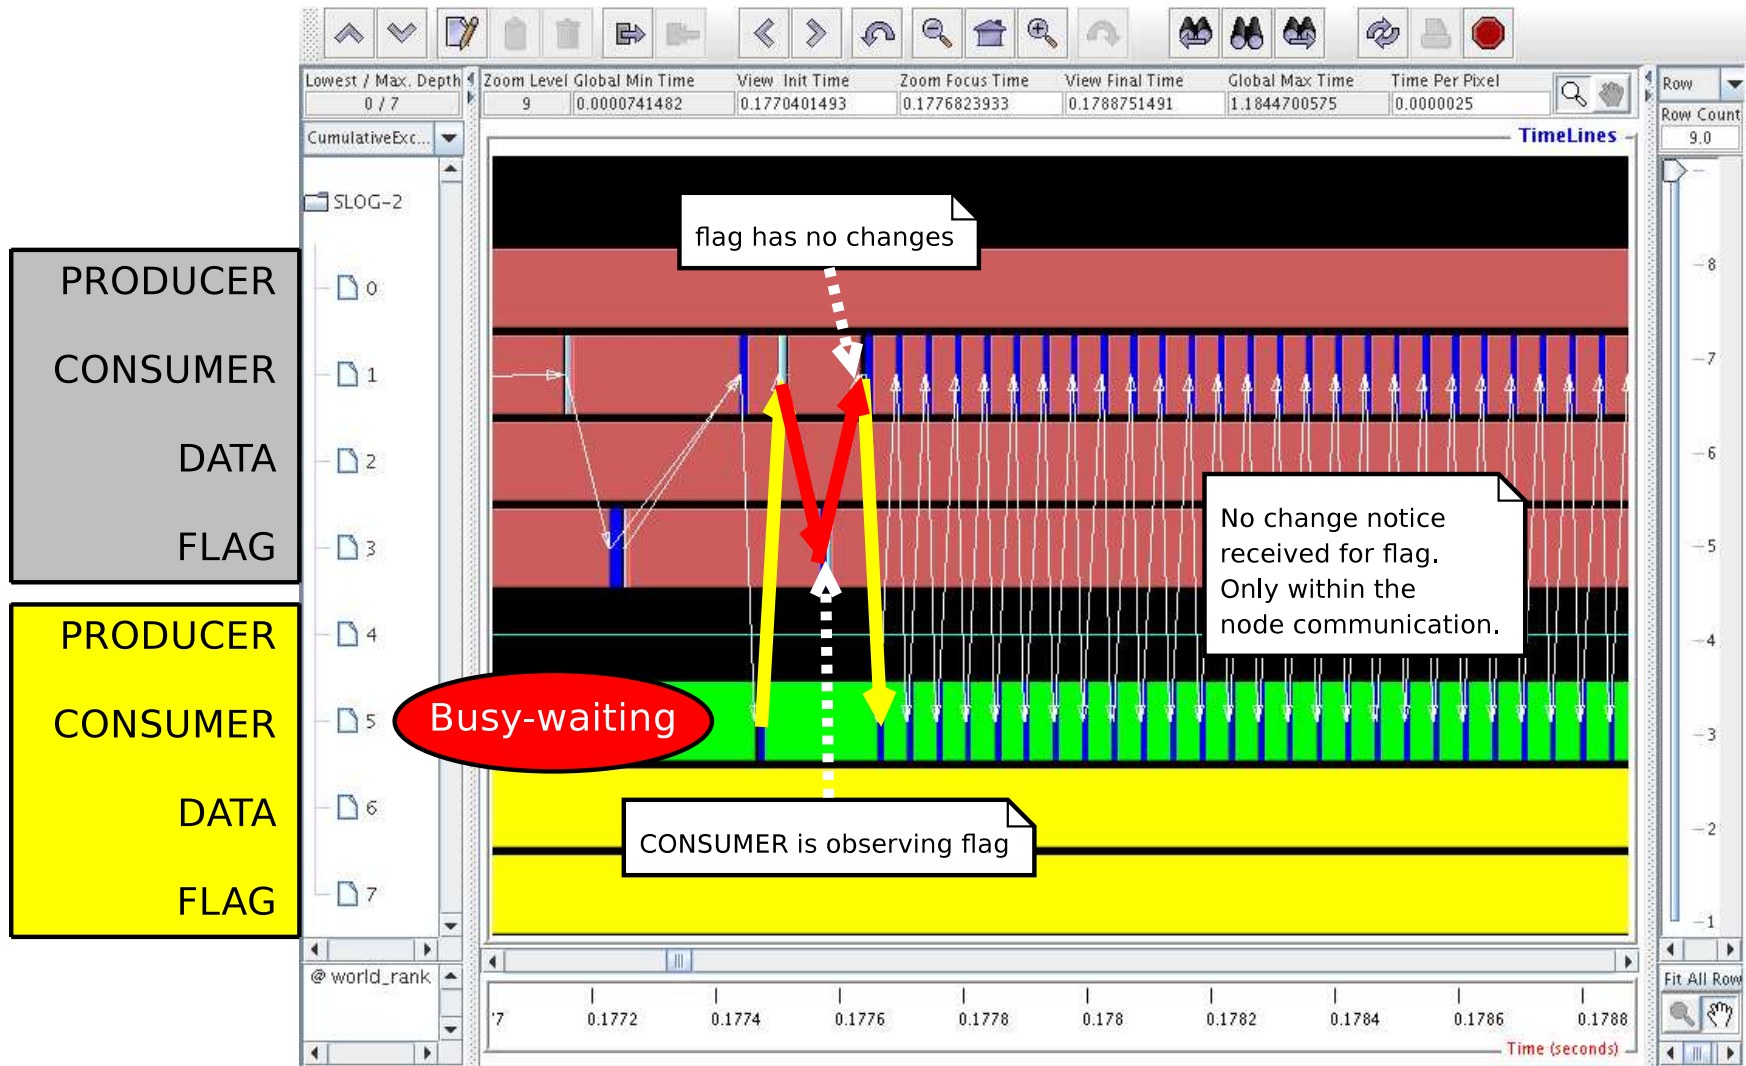 Lowest / Max. Depth
Zoom Level
Global Min Time
View Init Time
Zoom Focus Time
View Final Time
Global Max Time
Time Per Pixel
Row
0 / 7
9
0.0000741482
0.1770401493
0.1776823933
0.1788751491
1.1844700575
0.0000025
Row Count
9.0
CumulativeExc...
TimeLines
SLOG-2
flag has no changes
PRODUCER
0
CONSUMER
1
DATA
2
FLAG
3
PRODUCER
4
CONSUMER
5
DATA
6
FLAG
7
No change notice
received for flag.
Only within the
node communication.
Busy-waiting
CONSUMER is observing flag
8
7
6
5
4
3
2
1
@ world_rank
Fit All Row
'7
0.1772
0.1774
0.1776
0.1778
0.178
0.1782
0.1784
0.1786
0.1788
Time (seconds)